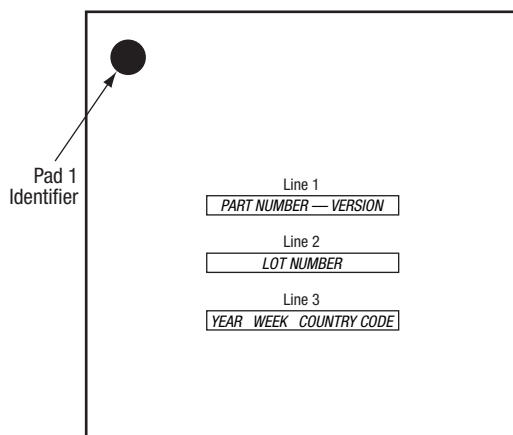 Pad 1
Identifier
Line 1
PART NUMBER — VERSION
Line 2
LOT NUMBER
Line 3
YEAR WEEK COUNTRY CODE